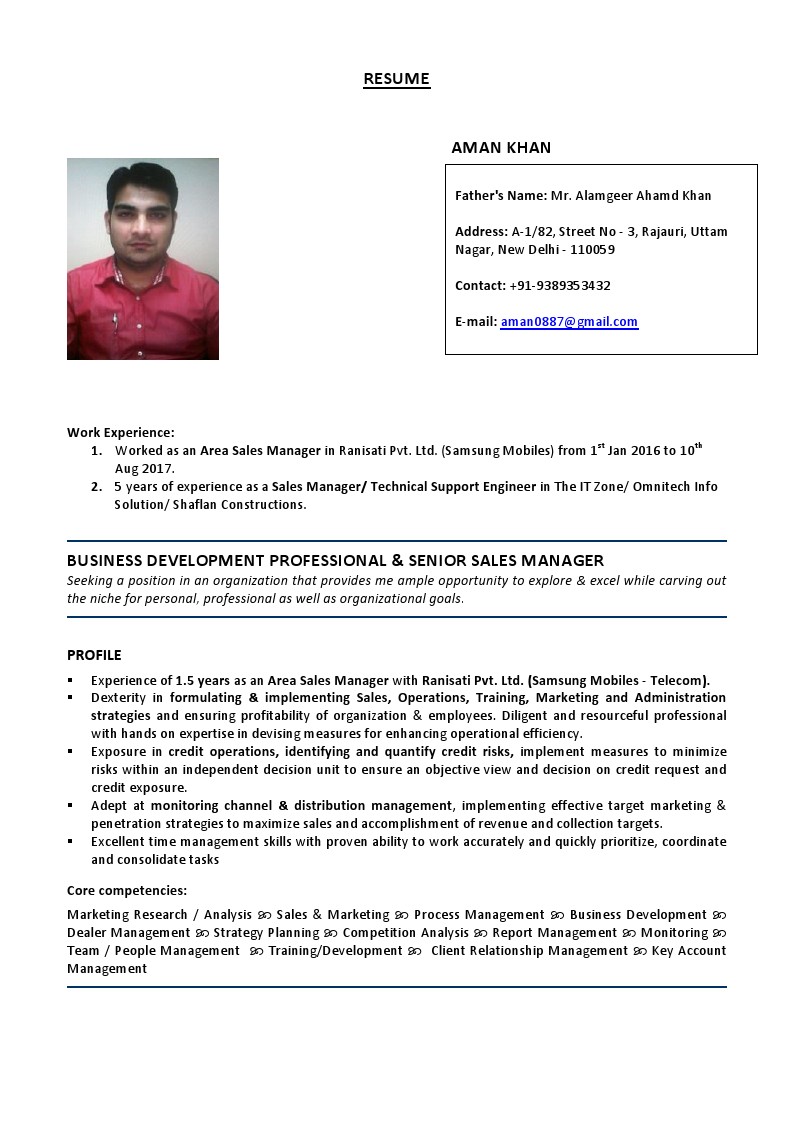 RESUME
AMAN KHAN
Father's Name: Mr. Alamgeer Ahamd Khan
Address: A-1/82, Street No - 3, Rajauri, Uttam
Nagar, New Delhi - 110059
Contact: +91-9389353432
E-mail: aman0887@gmail.com
Work Experience:
1. Worked as an Area Sales Manager in Ranisati Pvt. Ltd. (Samsung Mobiles) from 1st Jan 2016 to 10th
Aug 2017.
2. 5 years of experience as a Sales Manager/ Technical Support Engineer in The IT Zone/ Omnitech Info
Solution/ Shaflan Constructions.
BUSINESS DEVELOPMENT PROFESSIONAL & SENIOR SALES MANAGER
Seeking a position in an organization that provides me ample opportunity to explore & excel while carving out
the niche for personal, professional as well as organizational goals.
PROFILE
▪ Experience of 1.5 years as an Area Sales Manager with Ranisati Pvt. Ltd. (Samsung Mobiles - Telecom).
▪ Dexterity in formulating & implementing Sales, Operations, Training, Marketing and Administration
strategies and ensuring profitability of organization & employees. Diligent and resourceful professional
with hands on expertise in devising measures for enhancing operational efficiency.
▪ Exposure in credit operations, identifying and quantify credit risks, implement measures to minimize
risks within an independent decision unit to ensure an objective view and decision on credit request and
credit exposure.
▪ Adept at monitoring channel & distribution management, implementing effective target marketing &
penetration strategies to maximize sales and accomplishment of revenue and collection targets.
▪ Excellent time management skills with proven ability to work accurately and quickly prioritize, coordinate
and consolidate tasks
Core competencies:
Marketing Research / Analysis ஐ Sales & Marketing ஐ Process Management ஐ Business Development ஐ
Dealer Management ஐ Strategy Planning ஐ Competition Analysis ஐ Report Management ஐ Monitoring ஐ
Team / People Management ஐ Training/Development ஐ Client Relationship Management ஐ Key Account
Management